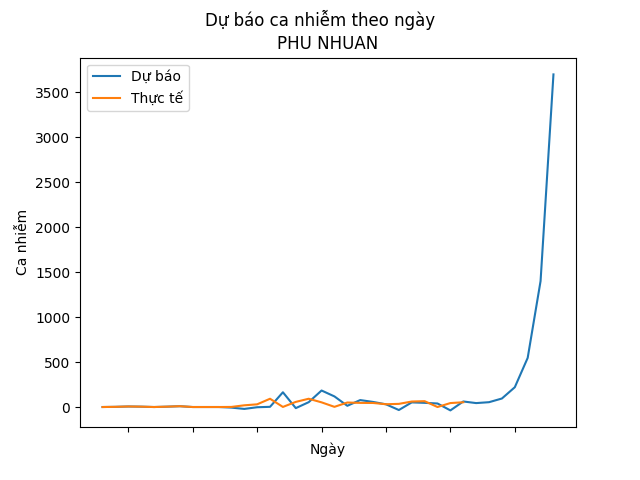 Dự báo ca nhiễm theo ngày
PHU NHUAN
Dự báo
Thực tế
3500
3000
2500
2000
1500
1000
500
0
Ca nhiễm
Ngày